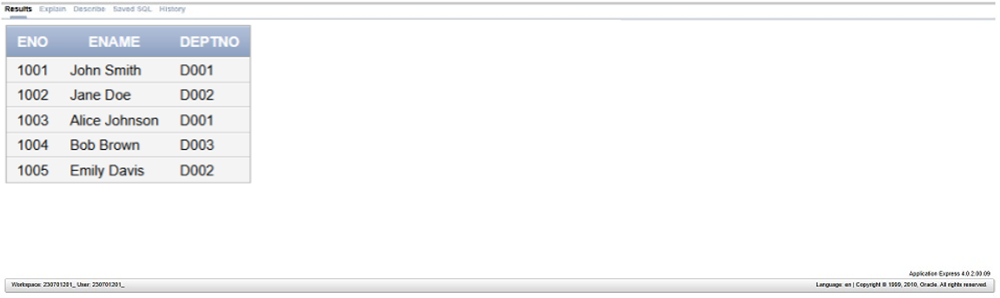 Results Explain Describe Saved SQL History
ENO ENAME DEPTNO
1001 John Smith D001
1002 Jane Doe D002
1003 Alice Johnson D001
1004 Bob Brown D003
1005 Emily Davis D002
Application Express 4.0.2.00.09
Workspace: 230701201_ User: 230701201_ Language: en | Copyright © 1999, 2010, Oracle. All rights reserved.